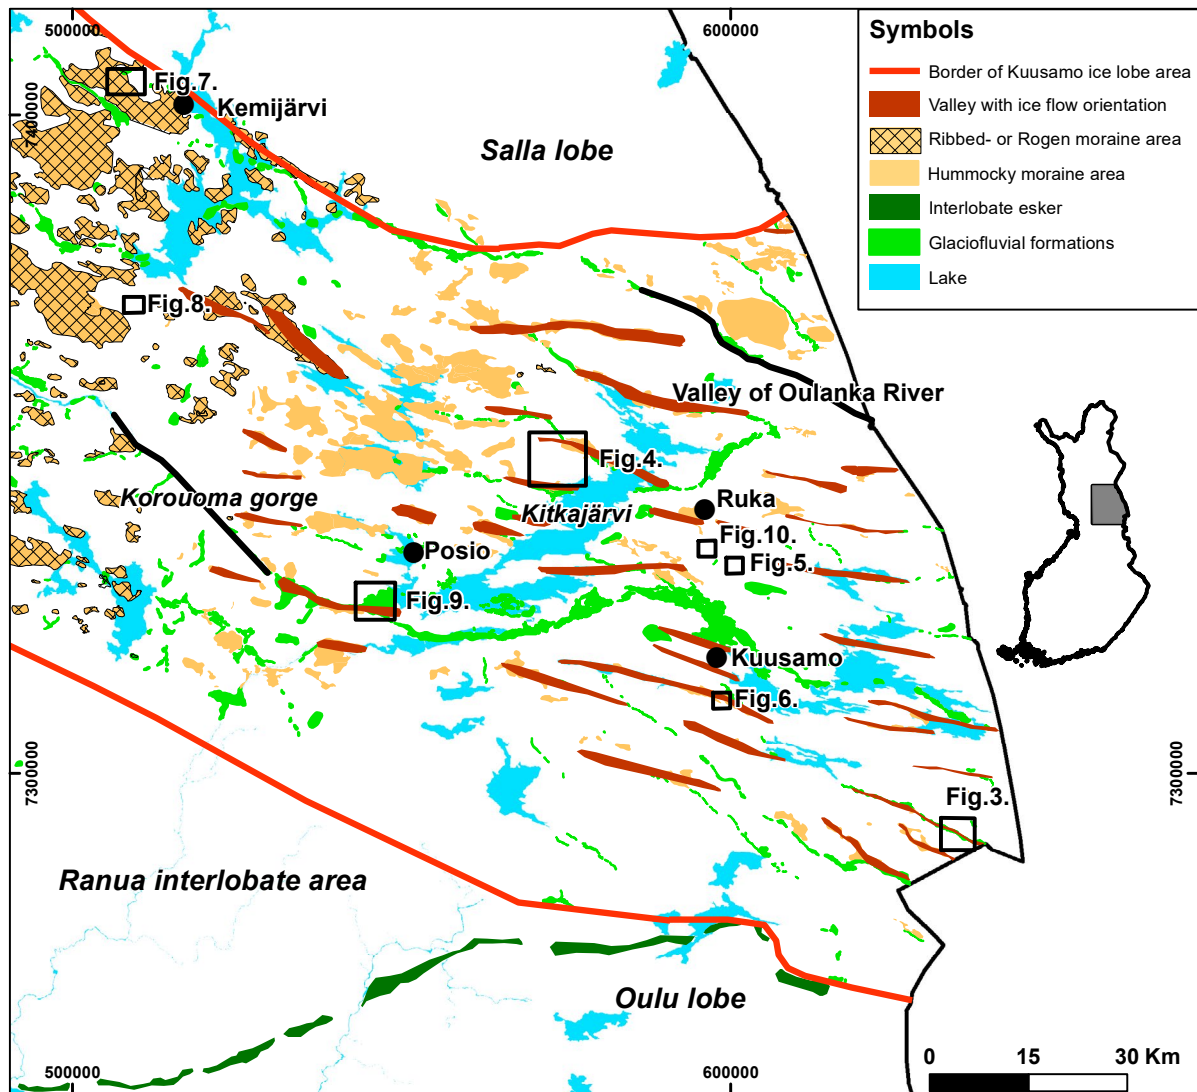 500000
600000
Symbols
Border of Kuusamo ice lobe area
Valley with ice flow orientation
Ribbed- or Rogen moraine area
Hummocky moraine area
Interlobate esker
Glaciofluvial formations
Lake
Fig.7.
Kemijärvi
7400000
Salla lobe
Fig.8.
Valley of Oulanka River
Fig.4.
Korouoma gorge
Kitkajärvi
Ruka
Fig.10.
Posio
Fig.5.
Fig.9.
Kuusamo
Fig.6.
7300000
7300000
Fig.3.
Ranua interlobate area
Oulu lobe
0 15 30 Km
500000
600000